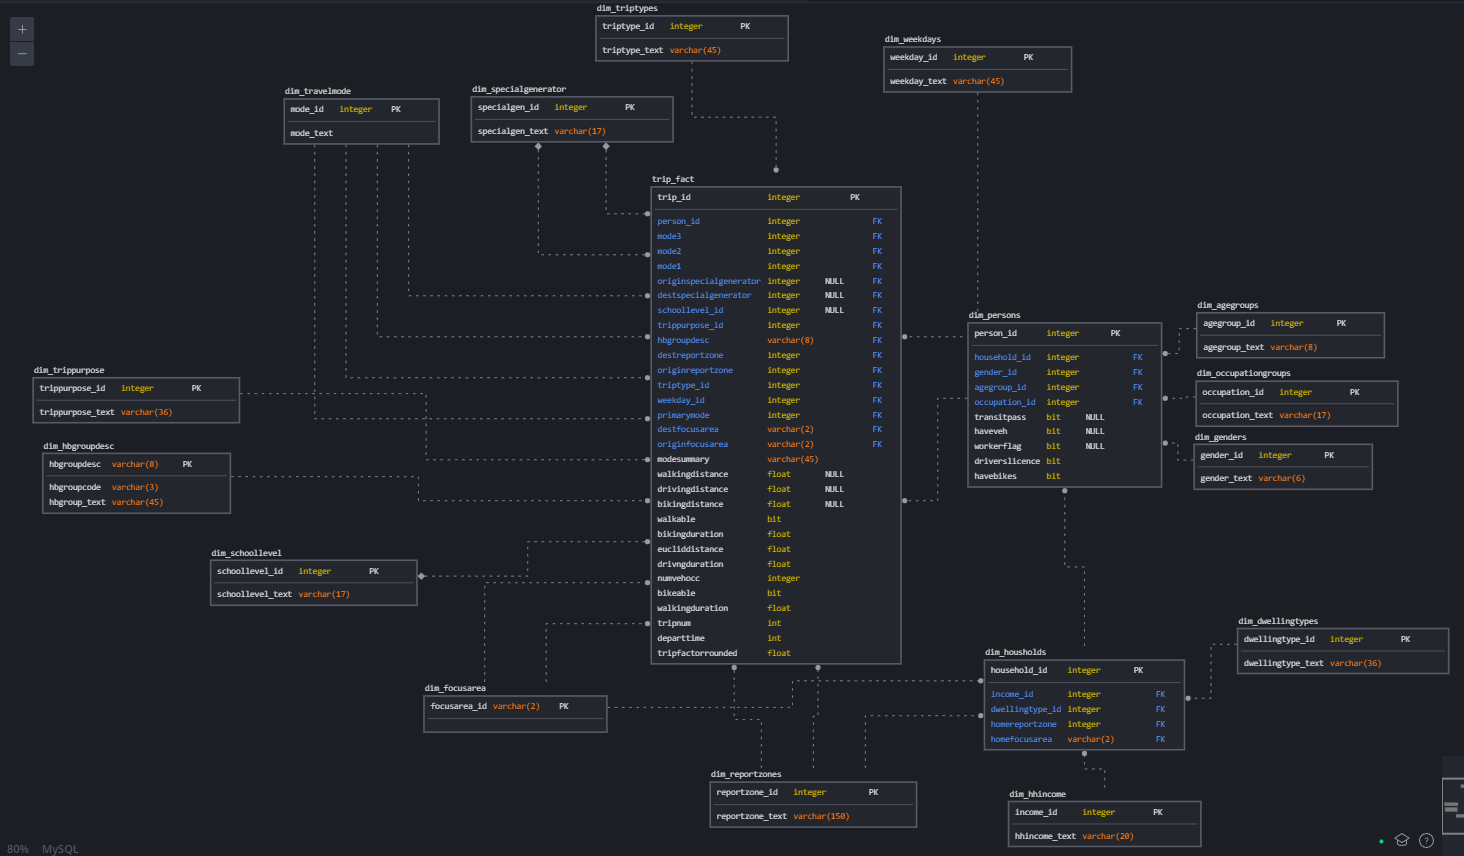 +
−
dim_triptypes
triptype_id integer PK
triptype_text varchar(45)
dim_weekdays
weekday_id integer PK
weekday_text varchar(45)
dim_travelmode
mode_id integer PK
mode_text
dim_specialgenerator
specialgen_id integer PK
specialgen_text varchar(17)
trip_fact
trip_id integer PK
person_id integer FK
mode3 integer FK
mode2 integer FK
mode1 integer FK
originspecialgenerator integer NULL FK
destspecialgenerator integer NULL FK
schoollevel_id integer NULL FK
trippurpose_id integer FK
hbgroupdesc varchar(8) FK
destreportzone integer FK
originreportzone integer FK
triptype_id integer FK
weekday_id integer FK
primarymode integer FK
destfocusarea varchar(2) FK
originfocusarea varchar(2) FK
modesummary varchar(45)
walkingdistance float NULL
drivingdistance float NULL
bikingdistance float NULL
walkable bit
bikingduration float
eucliddistance float
drivngduration float
numvehocc integer
bikeable bit
walkingduration float
tripnum int
departtime int
tripfactorrounded float
dim_persons
person_id integer PK
household_id integer FK
gender_id integer FK
agegroup_id integer FK
occupation_id integer FK
transitpass bit NULL
haveveh bit NULL
workerflag bit NULL
driverslicence bit
havebikes bit
dim_agegroups
agegroup_id integer PK
agegroup_text varchar(8)
dim_occupationgroups
occupation_id integer PK
occupation_text varchar(17)
dim_genders
gender_id integer PK
gender_text varchar(6)
dim_trippurpose
trippurpose_id integer PK
trippurpose_text varchar(36)
dim_hbgroupdesc
hbgroupdesc varchar(8) PK
hbgroupcode varchar(3)
hbgroup_text varchar(45)
dim_schoollevel
schoollevel_id integer PK
schoollevel_text varchar(17)
dim_focusarea
focusarea_id varchar(2) PK
dim_housholds
household_id integer PK
income_id integer FK
dwellingtype_id integer FK
homereportzone integer FK
homefocusarea varchar(2) FK
dim_dwellingtypes
dwellingtype_id integer PK
dwellingtype_text varchar(36)
dim_reportzones
reportzone_id integer PK
reportzone_text varchar(150)
dim_hhincome
income_id integer PK
hhincome_text varchar(20)
80% MySQL
?